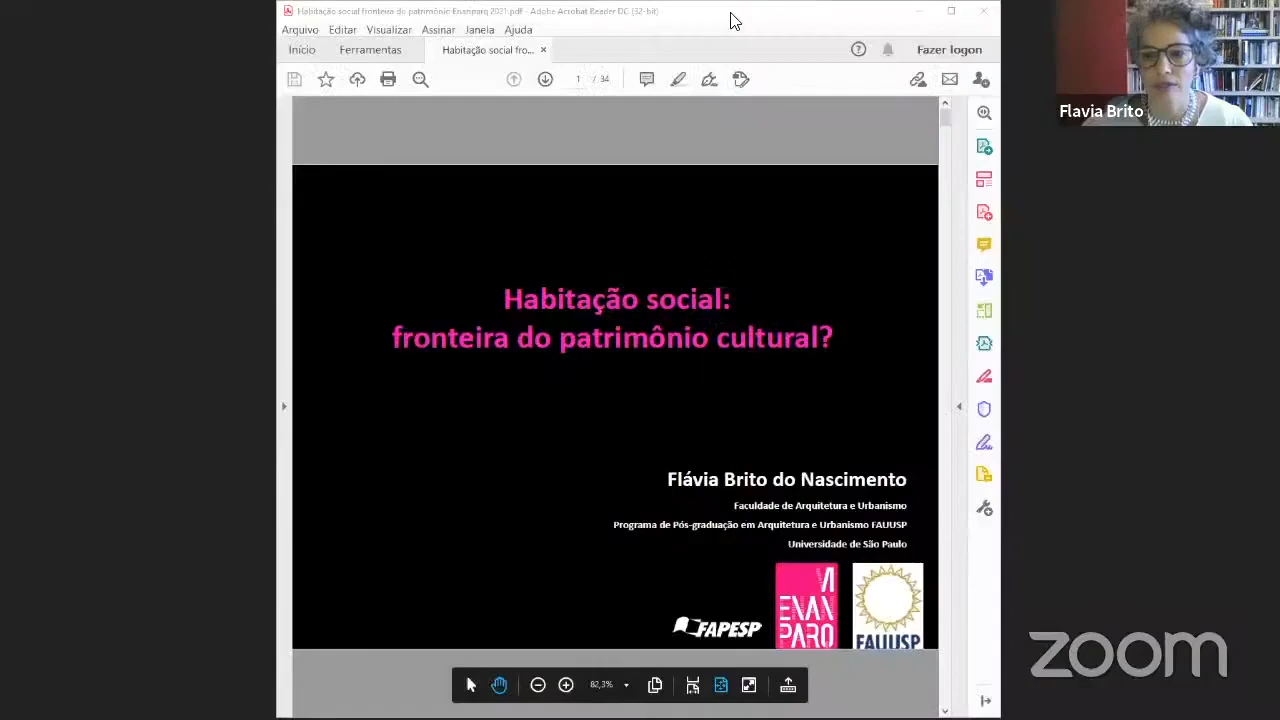 Habitação social fronteira do patrimônio Enanparq 2021.pdf - Adobe Acrobat Reader DC (32-bit)
Arquivo Editar Visualizar Assinar Janela Ajuda
Início Ferramentas Habitação social fro... × Fazer logon
1 / 34
Flavia Brito
Habitação social:
fronteira do patrimônio cultural?
Flávia Brito do Nascimento
Faculdade de Arquitetura e Urbanismo
Programa de Pós-graduação em Arquitetura e Urbanismo FAUUSP
Universidade de São Paulo
FAPESP
VI
ENAN
PARQ
FAUUSP
82,3%
zoom